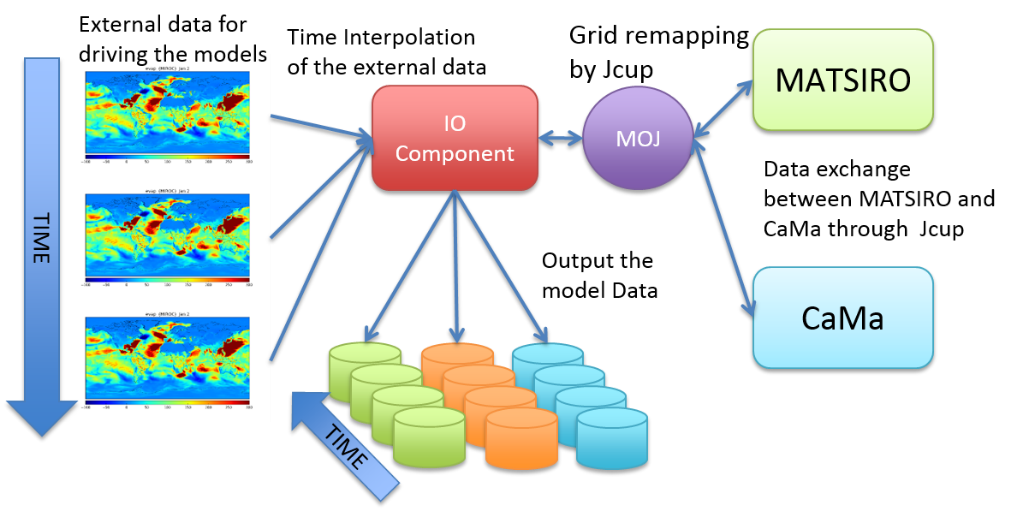 External data for
driving the models
Time Interpolation
of the external data
Grid remapping
by Jcup
MATSIRO
IO
Component
MOJ
Data exchange
between MATSIRO and
CaMa through Jcup
TIME
Output the
model Data
CaMa
TIME